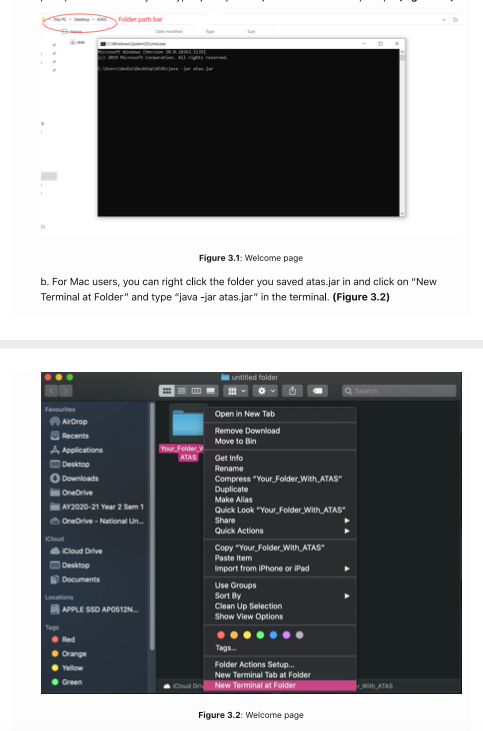 This PC > Desktop > ATAS Folder path bar
Name Date modified Type Size
atas
C:\Windows\System32\cmd.exe
Microsoft Windows [Version 10.0.18363.1139]
(c) 2019 Microsoft Corporation. All rights reserved.
java -jar atas.jar
Figure 3.1: Welcome page
b. For Mac users, you can right click the folder you saved atas.jar in and click on “New
Terminal at Folder” and type “java -jar atas.jar” in the terminal. (Figure 3.2)
untitled folder
Search
Favourites
AirDrop
Recents
Applications
Desktop
Downloads
OneDrive
AY2020-21 Year 2 Sem 1
OneDrive - National Un...
iCloud
iCloud Drive
Desktop
Documents
Locations
APPLE SSD AP0512N...
Tags
Red
Orange
Yellow
Green
Your_Folder_W
ATAS
Open in New Tab
Remove Download
Move to Bin
Get Info
Rename
Compress “Your_Folder_With_ATAS”
Duplicate
Make Alias
Quick Look “Your_Folder_With_ATAS”
Share
Quick Actions
Copy “Your_Folder_With_ATAS”
Paste Item
Import from iPhone or iPad
Use Groups
Sort By
Clean Up Selection
Show View Options
Tags...
Folder Actions Setup...
New Terminal Tab at Folder
New Terminal at Folder
iCloud Dri
r_With_ATAS
Figure 3.2: Welcome page